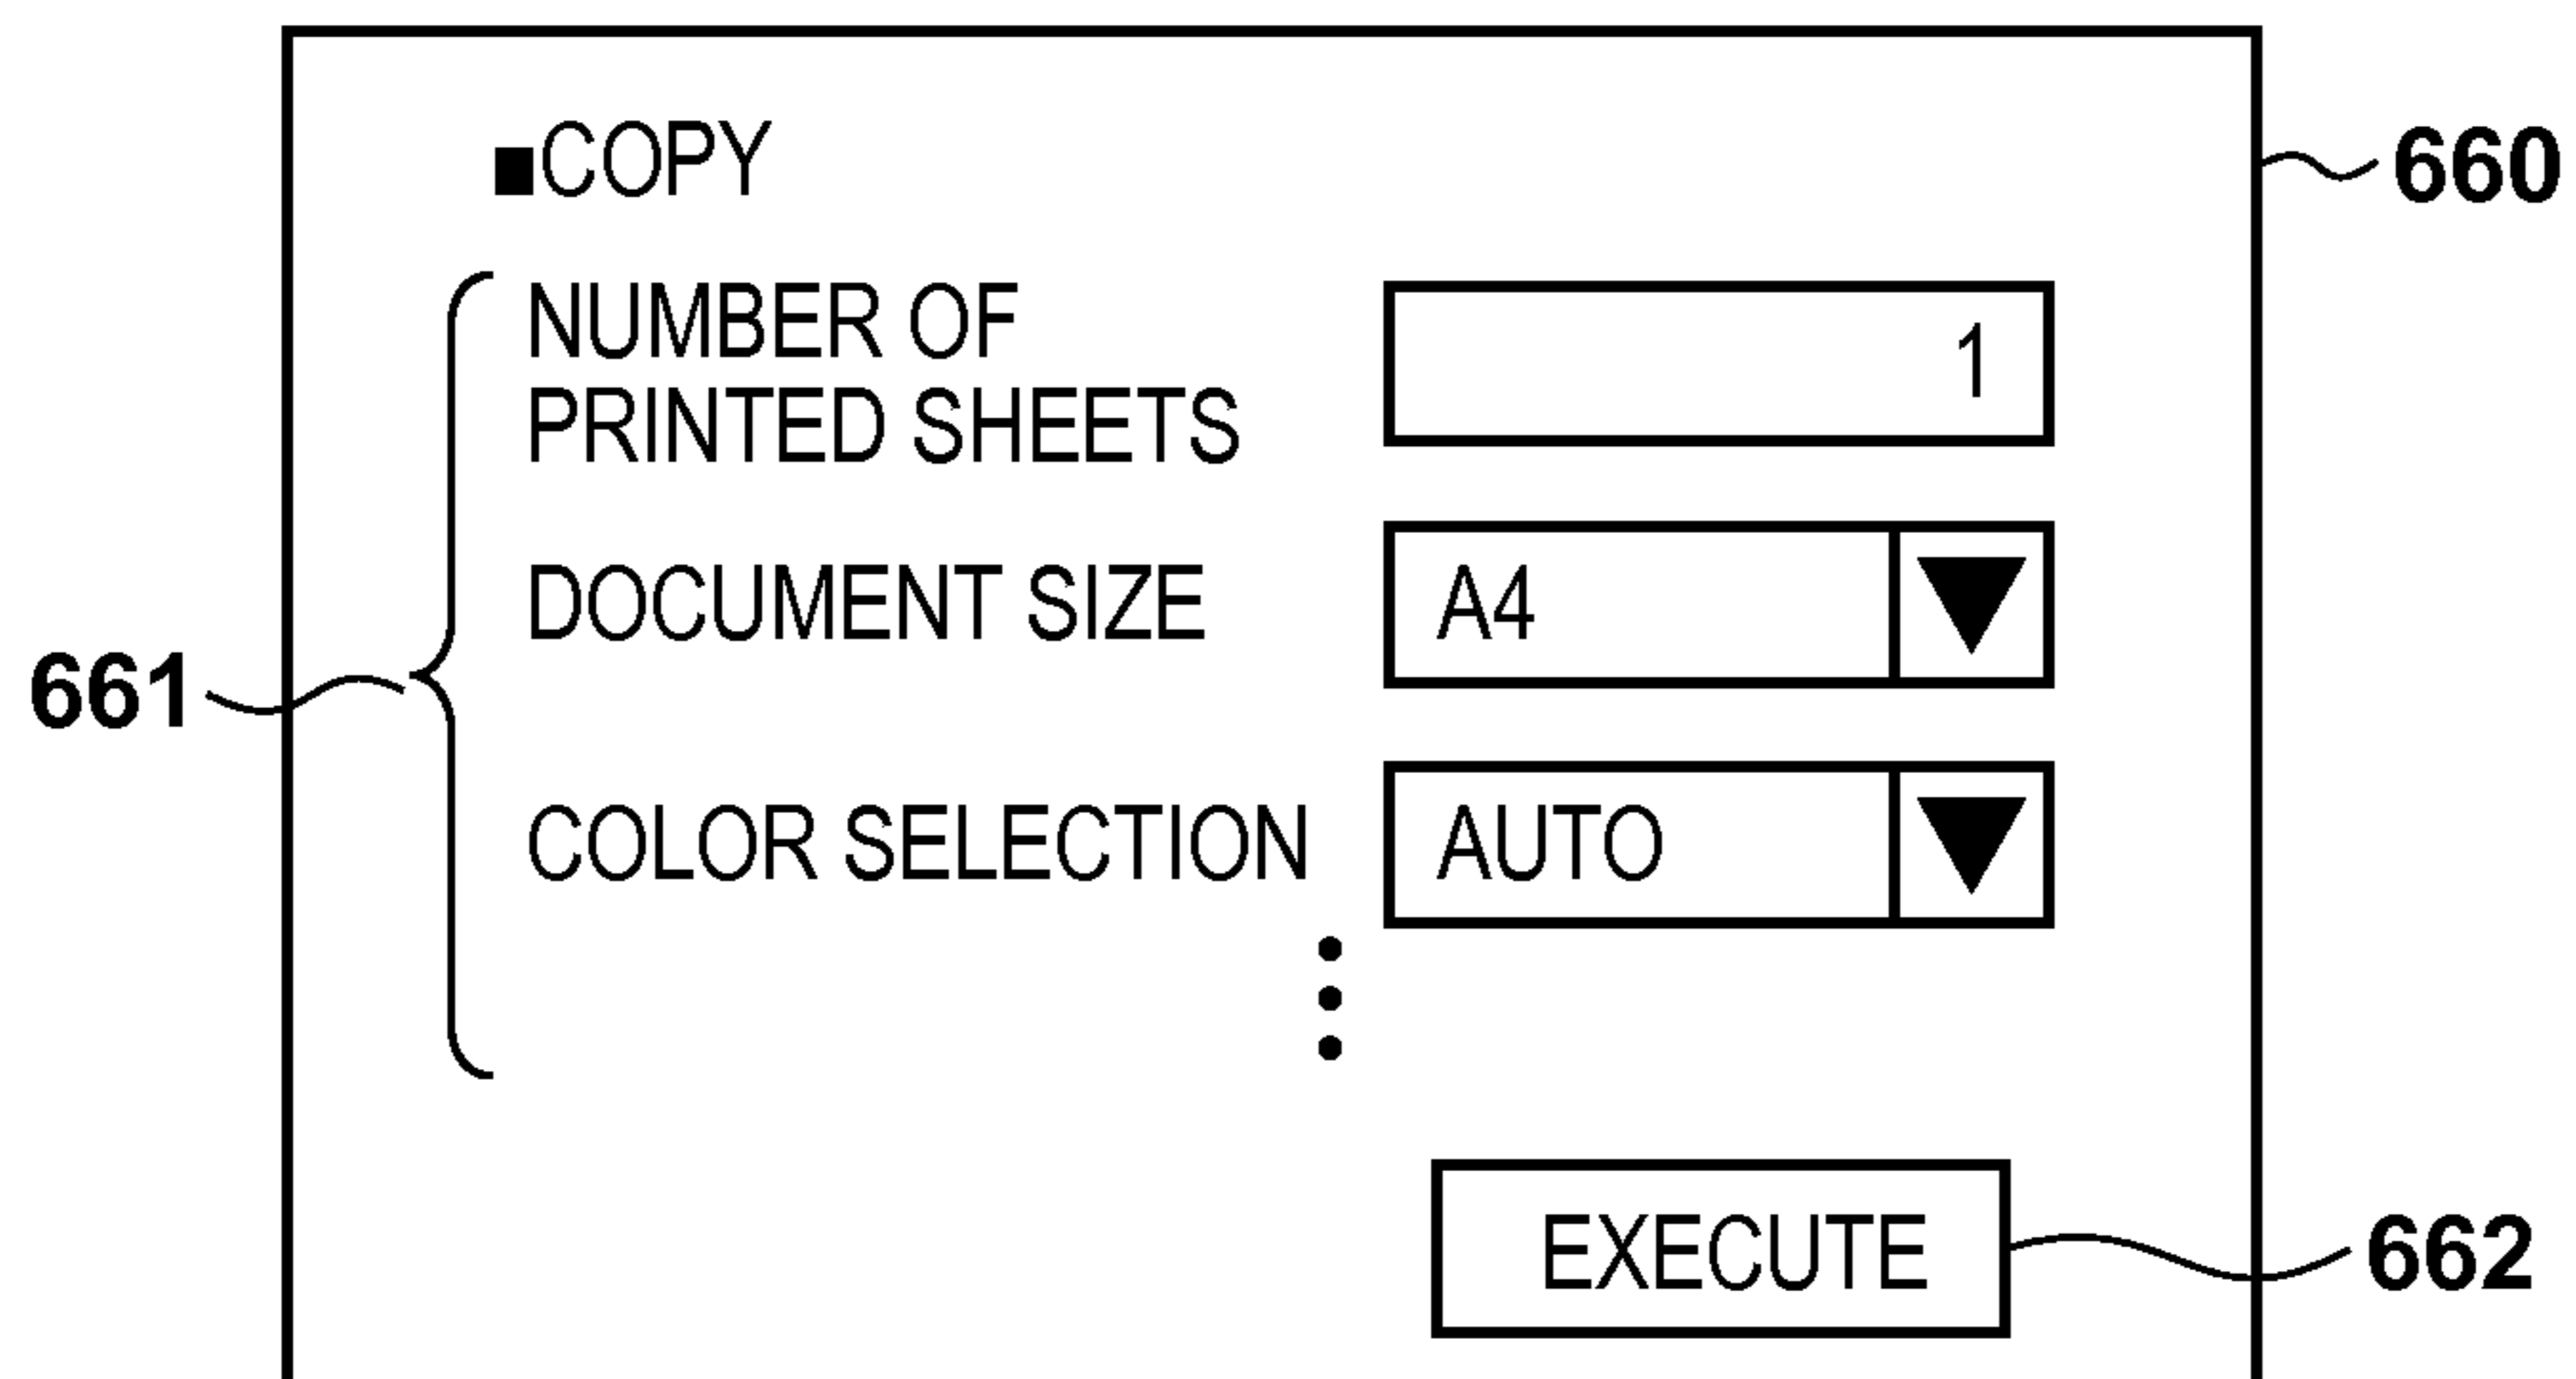 ■COPY
660
NUMBER OF
PRINTED SHEETS
1
DOCUMENT SIZE
A4
661
COLOR SELECTION
AUTO
EXECUTE
662